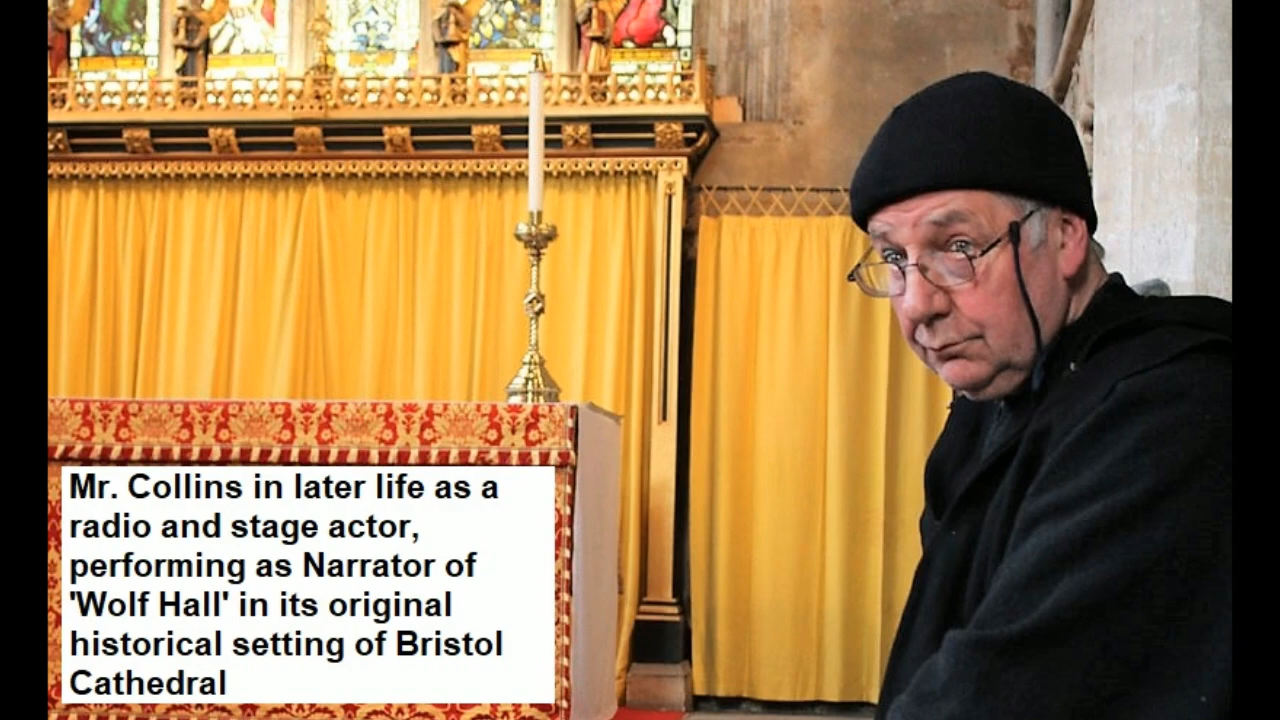 Mr. Collins in later life as a
radio and stage actor,
performing as Narrator of
'Wolf Hall' in its original
historical setting of Bristol
Cathedral